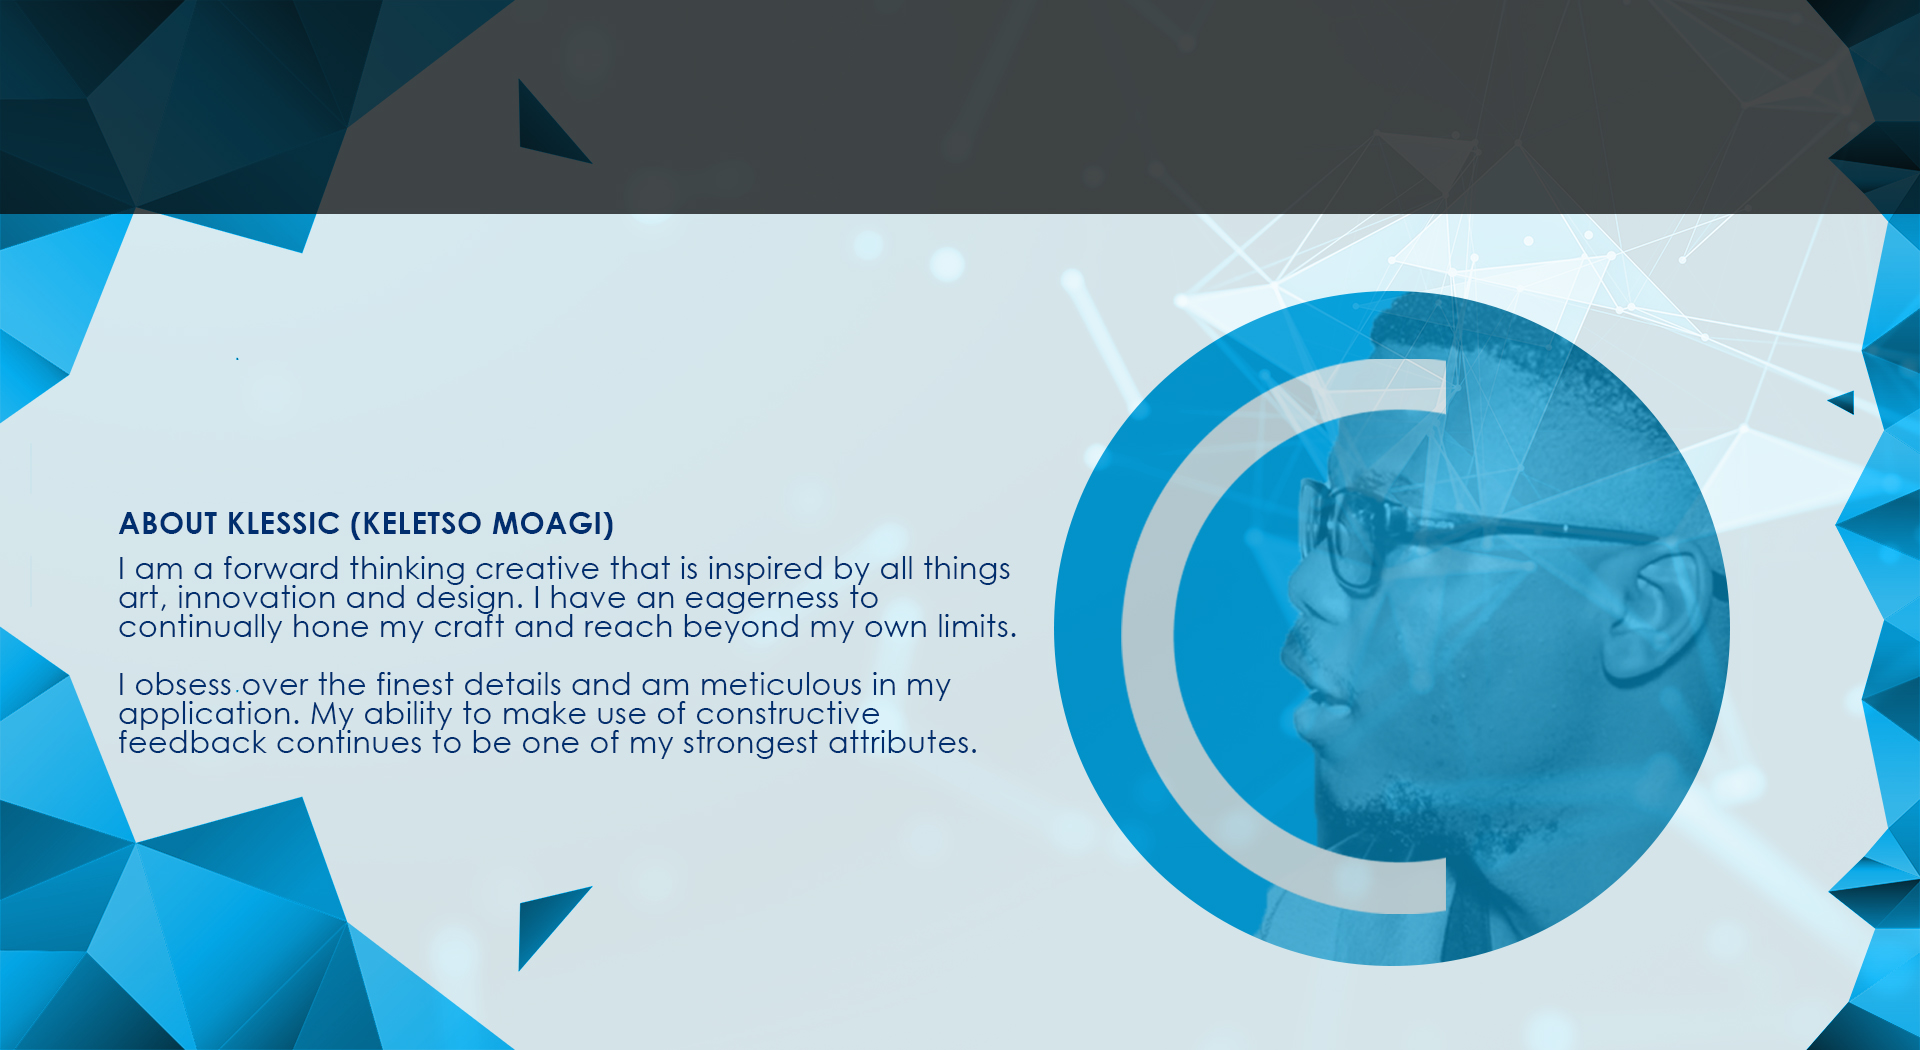 ABOUT KLESSIC (KELETSO MOAGI)
I am a forward thinking creative that is inspired by all things
art, innovation and design. I have an eagerness to
continually hone my craft and reach beyond my own limits.
I obsess over the finest details and am meticulous in my
application. My ability to make use of constructive
feedback continues to be one of my strongest attributes.